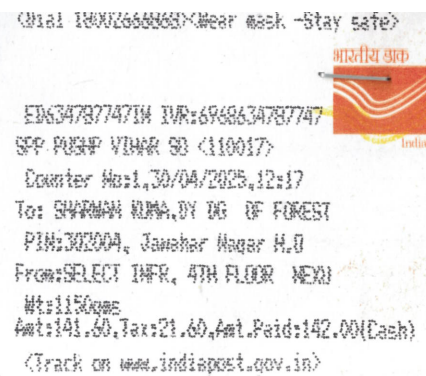 <Dial 18002666868><Wear mask -Stay safe>
भारतीय डाक
India
ED634787747IN IVR:6968634787747
SPP PUSHP VIHAR SO <110017>
Counter No:1,30/04/2025,12:17
To: SHARWAN KUMA,DY DG OF FOREST
PIN:302004, Jawahar Nagar H.O
From:SELECT INFR, 4TH FLOOR NEXU
Wt:1150gms
Amt:141.60,Tax:21.60,Amt.Paid:142.00(Cash)
<Track on www.indiapost.gov.in>